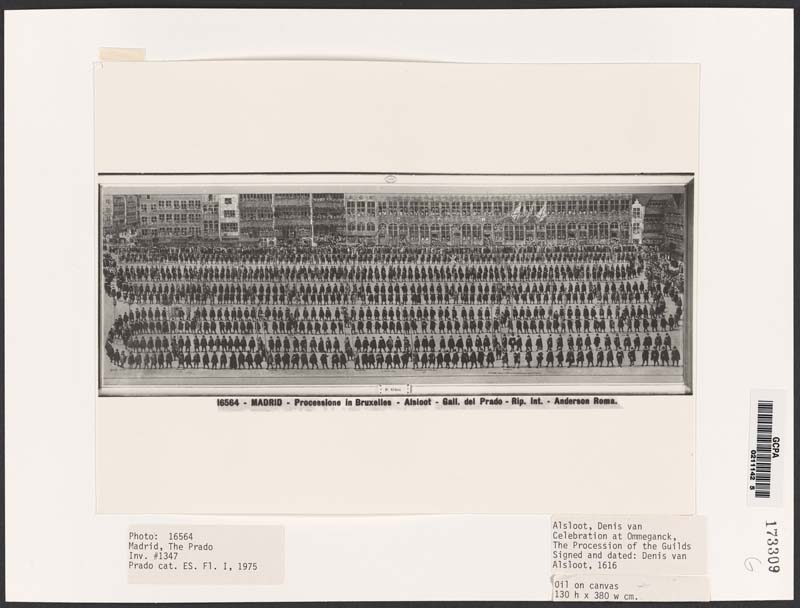 16564 - MADRID - Processione in Bruxelles - Alsloot - Gall. del Prado - Rip. Int. - Anderson Roma.
GCPA
0211142 5
173309
G
Photo:  16564
Madrid, The Prado
Inv. #1347
Prado cat. ES. Fl. I, 1975
Alsloot, Denis van
Celebration at Ommeganck,
The Procession of the Guilds
Signed and dated: Denis van
Alsloot, 1616
Oil on canvas
130 h x 380 w cm.